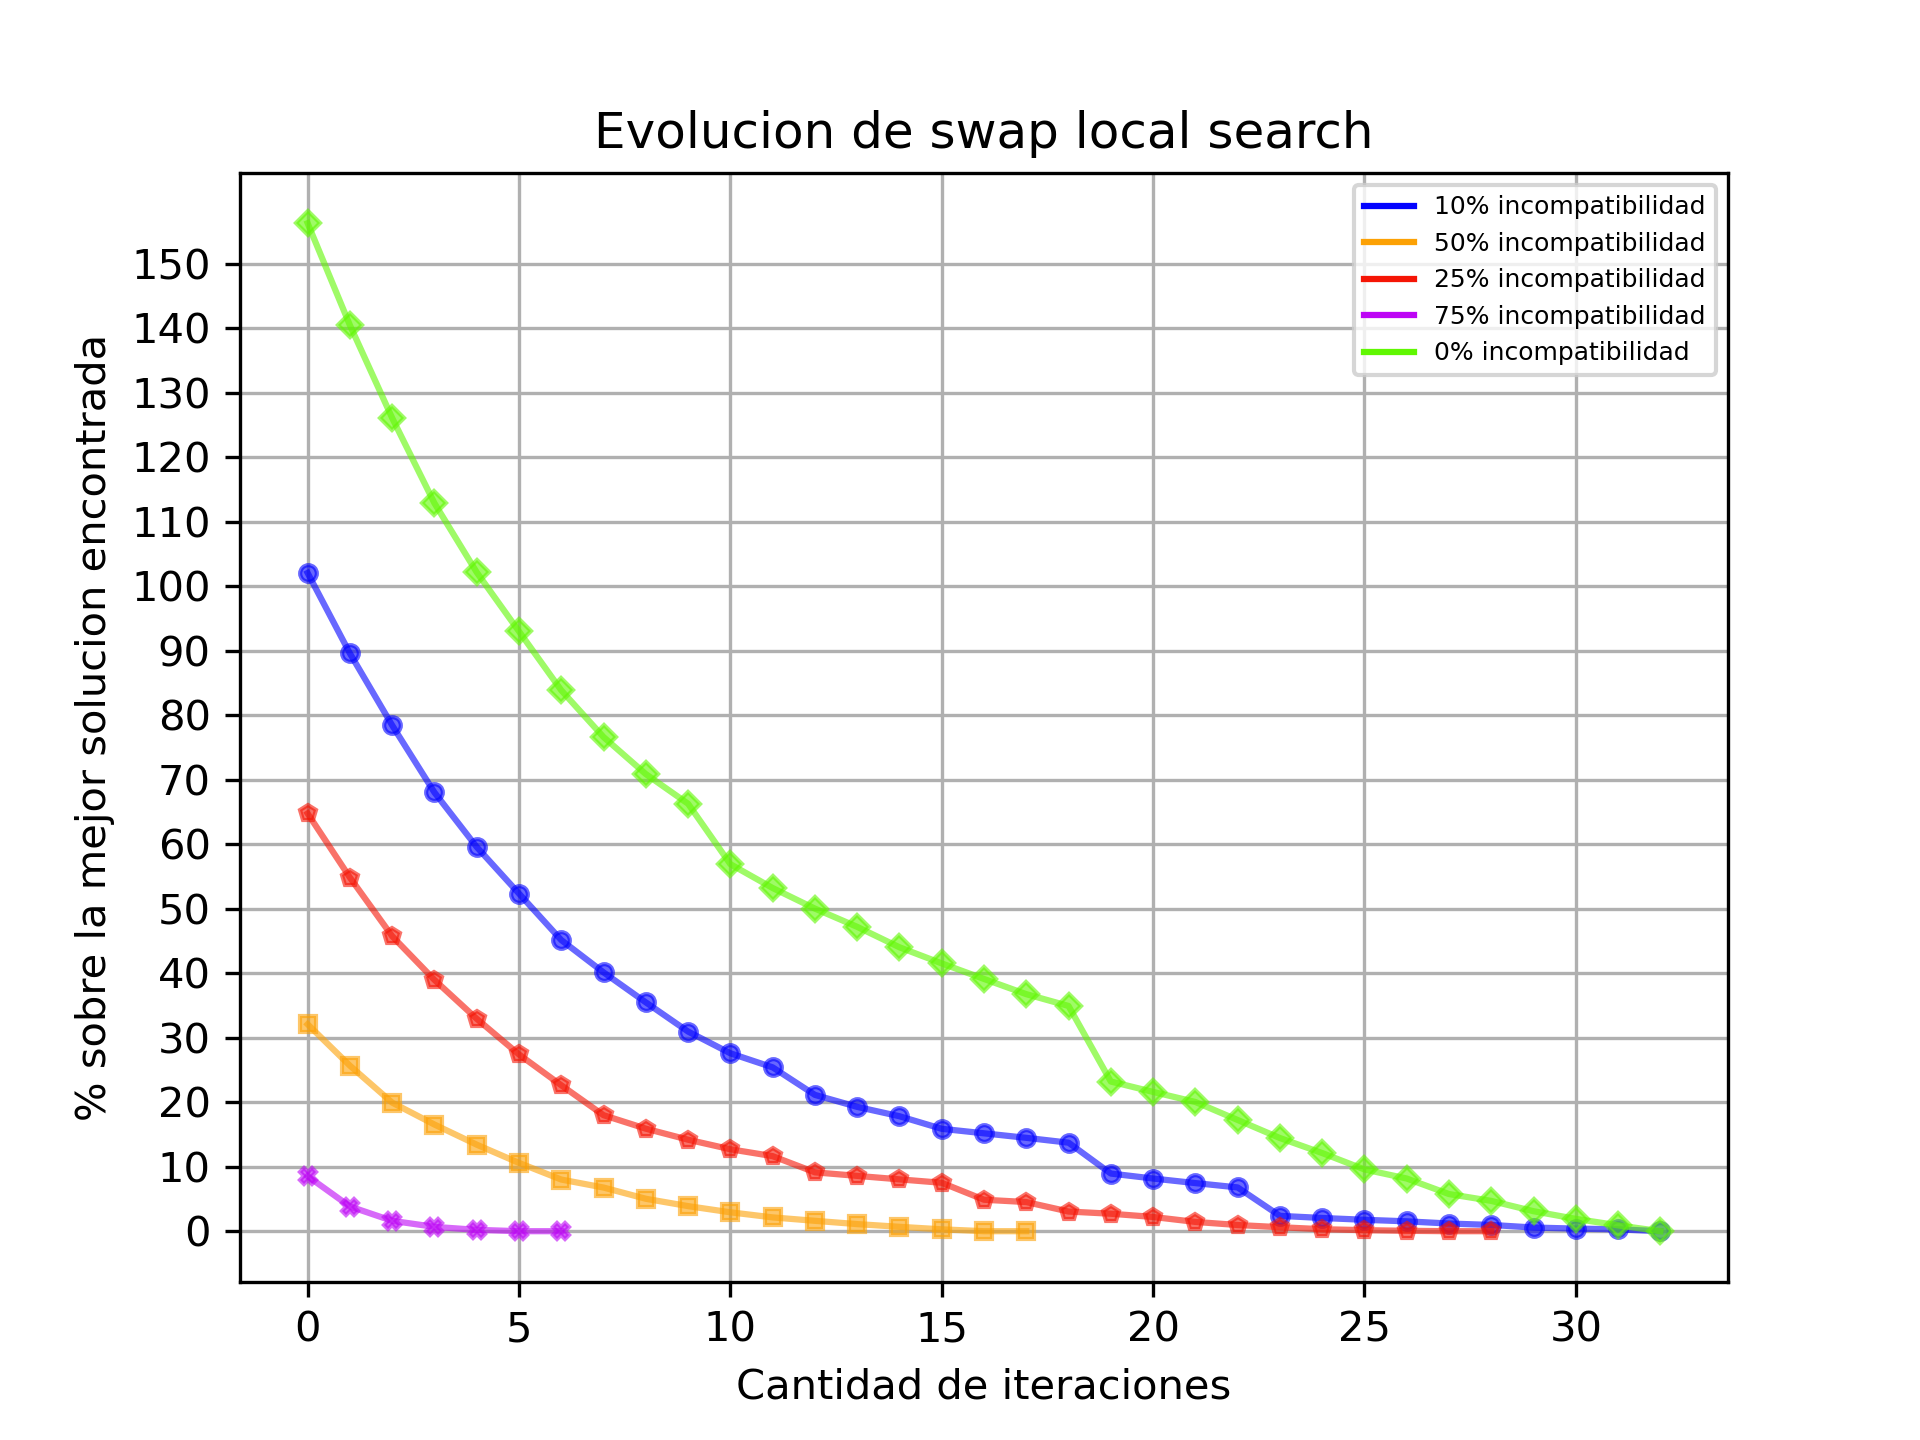 Evolucion de swap local search
10% incompatibilidad
50% incompatibilidad
25% incompatibilidad
75% incompatibilidad
0% incompatibilidad
% sobre la mejor solucion encontrada
150
140
130
120
110
100
90
80
70
60
50
40
30
20
10
0
0 5 10 15 20 25 30
Cantidad de iteraciones